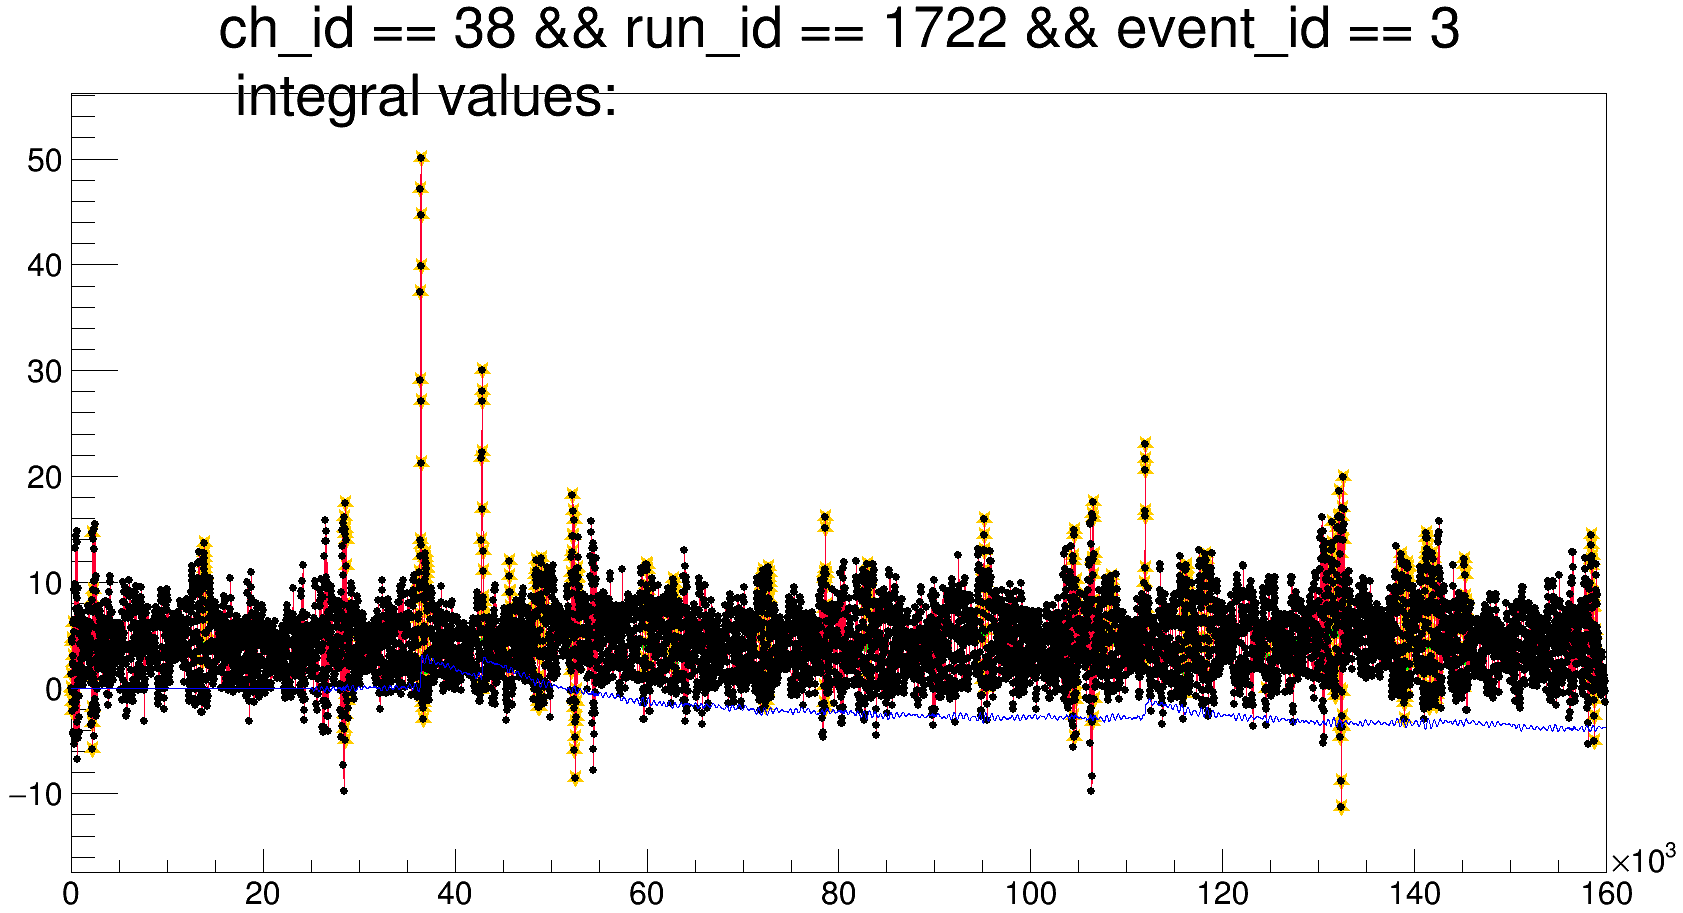 ch_id == 38 && run_id == 1722 && event_id == 3
integral values:
50
40
30
20
10
0
−10
×10³
0 20 40 60 80 100 120 140 160